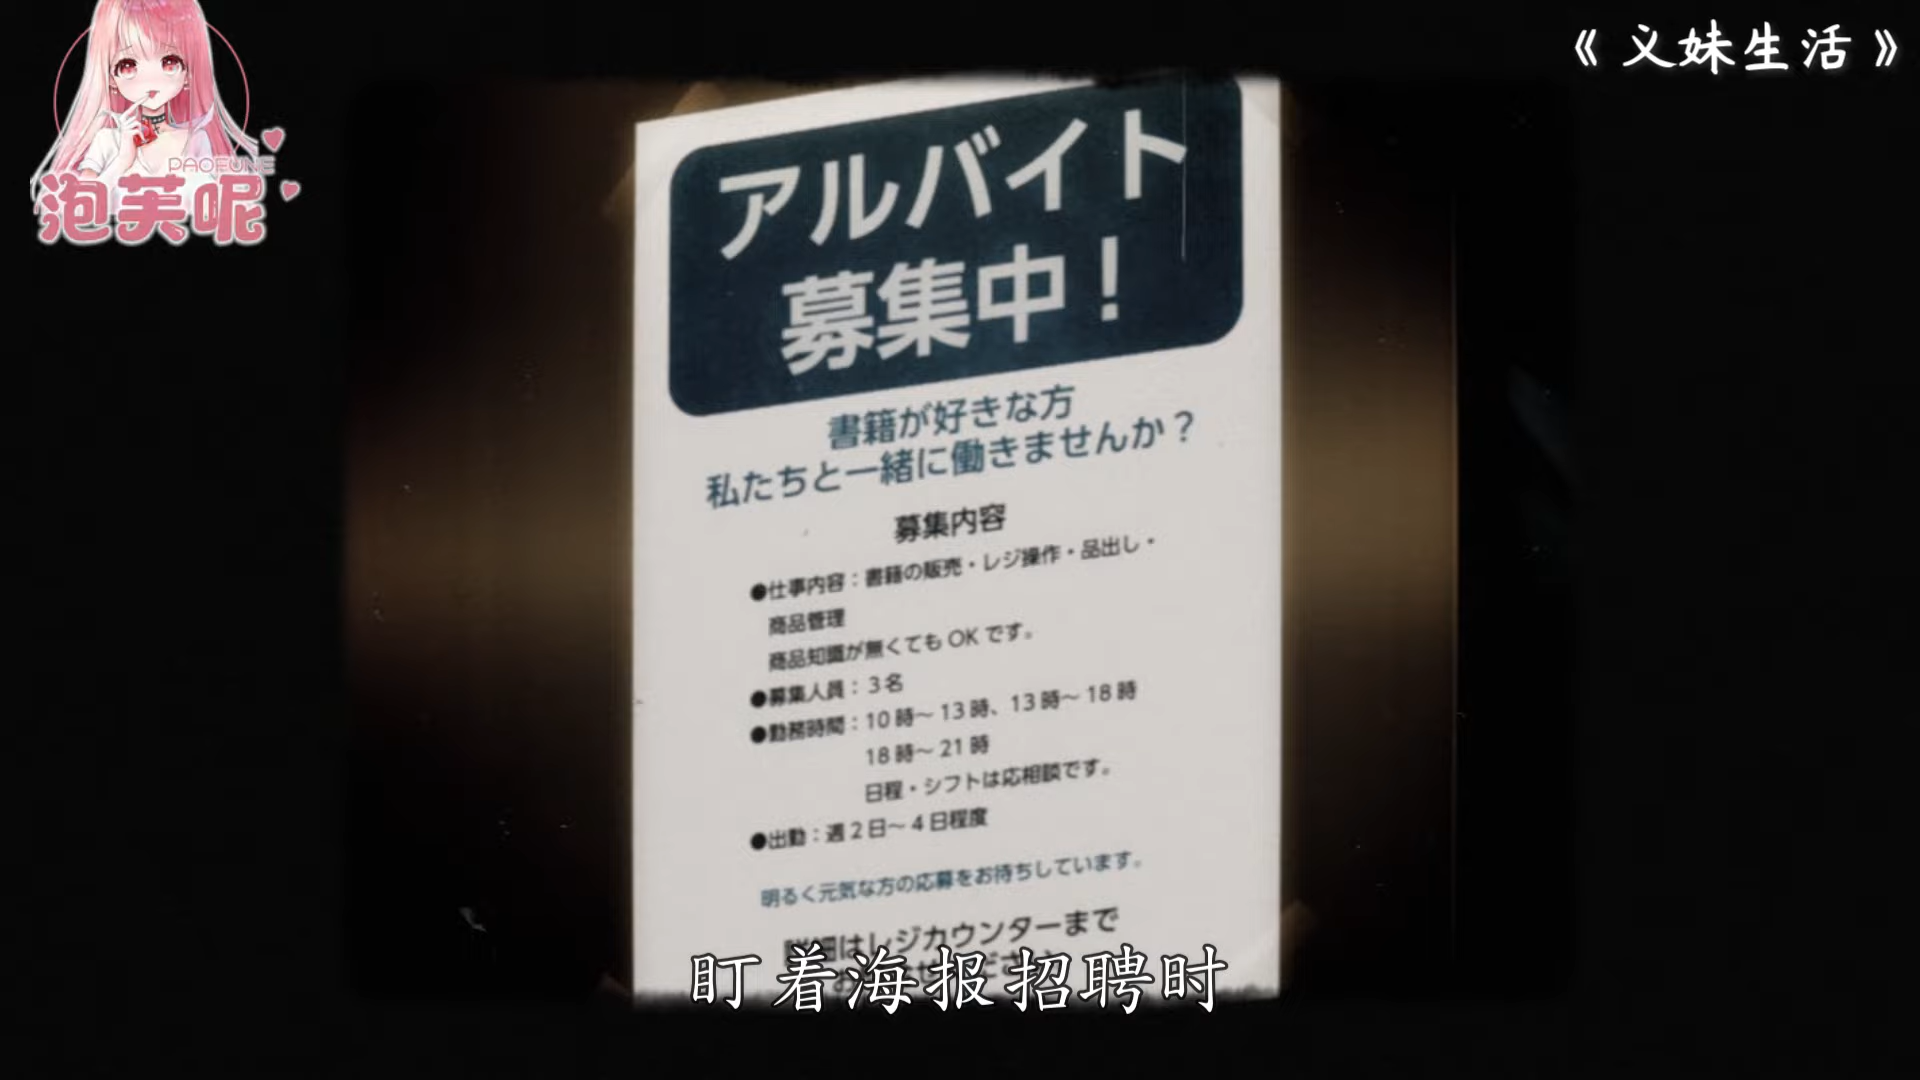 《义妹生活》
PAOFUNE
泡芙呢
アルバイト
募集中！
書籍が好きな方
私たちと一緒に働きませんか？
募集内容
●仕事内容：書籍の販売・レジ操作・品出し・
商品管理
商品知識が無くてもOKです。
●募集人員：3名
●勤務時間：10時～13時、13時～18時
18時～21時
日程・シフトは応相談です。
●出勤：週2日～4日程度
明るく元気な方の応募をお待ちしています。
詳細はレジカウンターまで
盯着海报招聘时